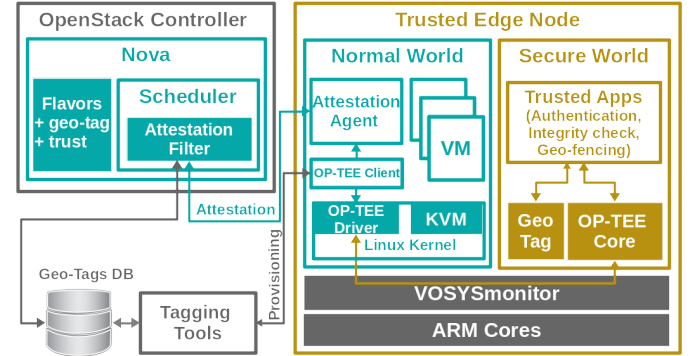 OpenStack Controller
Nova
Flavors
+ geo-tag
+ trust
Scheduler
Attestation
Filter
Attestation
Geo-Tags DB
Tagging
Tools
Provisioning
Trusted Edge Node
Normal World
Attestation
Agent
VM
OP-TEE Client
OP-TEE
Driver
KVM
Linux Kernel
Secure World
Trusted Apps
(Authentication,
Integrity check,
Geo-fencing)
Geo
Tag
OP-TEE
Core
VOSYSmonitor
ARM Cores